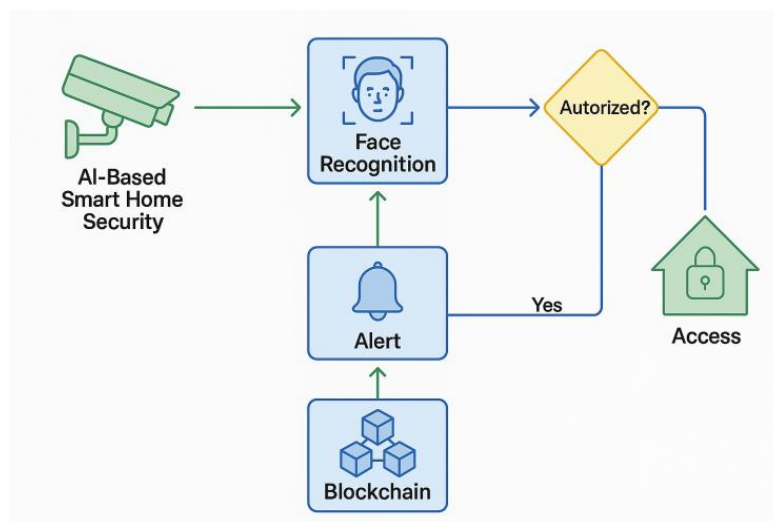 AI-Based
Smart Home
Security
Face
Recognition
Autorized?
Yes
Alert
Access
Blockchain